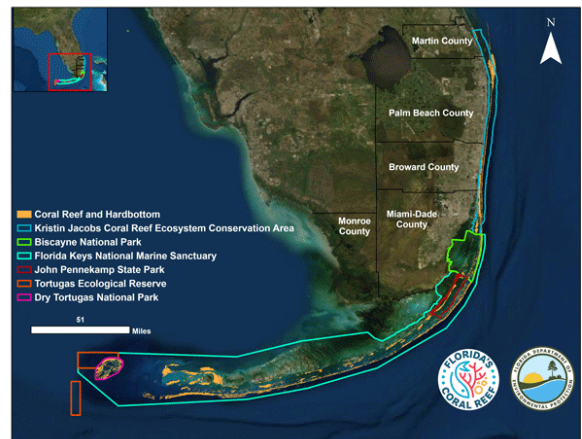 N
Martin County
Palm Beach County
Broward County
Miami-Dade
County
Monroe
County
Coral Reef and Hardbottom
Kristin Jacobs Coral Reef Ecosystem Conservation Area
Biscayne National Park
Florida Keys National Marine Sanctuary
John Pennekamp State Park
Tortugas Ecological Reserve
Dry Tortugas National Park
51
Miles
FLORIDA'S
CORAL REEF
FLORIDA DEPARTMENT OF
ENVIRONMENTAL PROTECTION